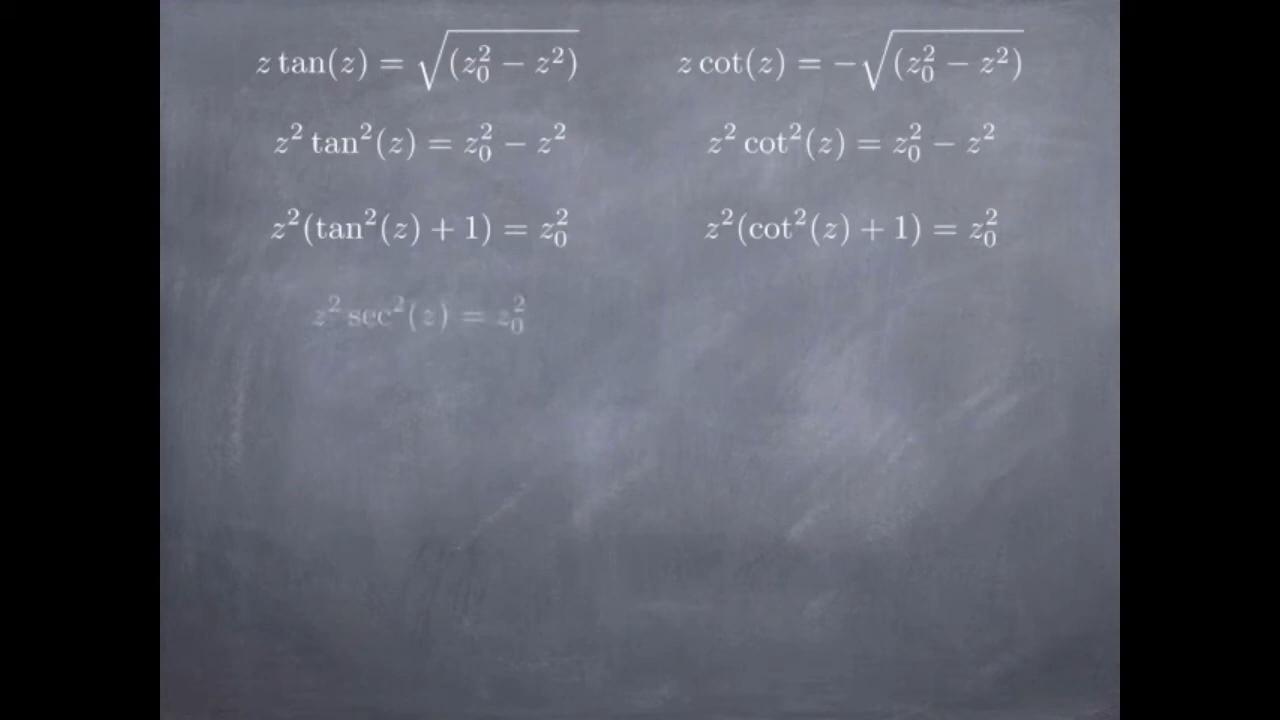 z tan(z) = √(z₀² − z²)
z cot(z) = −√(z₀² − z²)
z² tan²(z) = z₀² − z²
z² cot²(z) = z₀² − z²
z²(tan²(z) + 1) = z₀²
z²(cot²(z) + 1) = z₀²
z² sec²(z) = z₀²